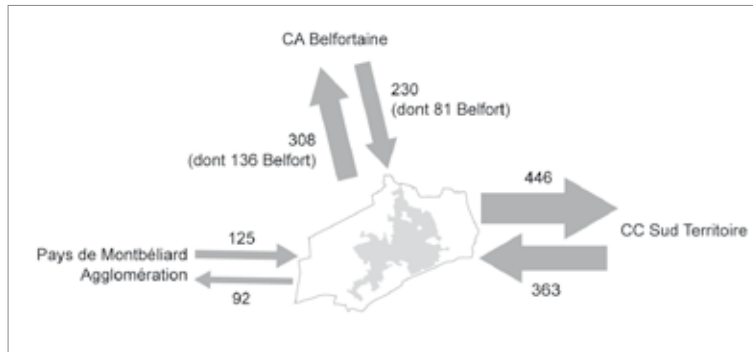 CA Belfortaine
230
(dont 81 Belfort)
308
(dont 136 Belfort)
446
CC Sud Territoire
363
125
Pays de Montbéliard
Agglomération
92